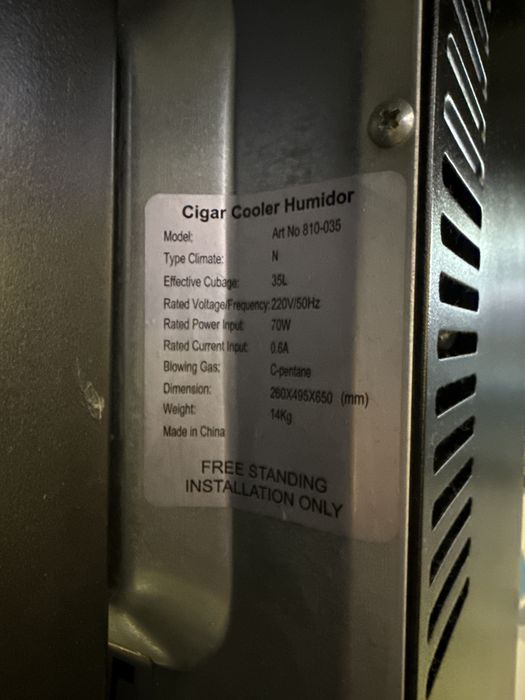 Cigar Cooler Humidor
Model: Art No 810-035
Type Climate: N
Effective Cubage: 35L
Rated Voltage/Frequency: 220V/50Hz
Rated Power Input: 70W
Rated Current Input: 0.6A
Blowing Gas: C-pentane
Dimension: 260X495X650 (mm)
Weight: 14Kg
Made in China
FREE STANDING
INSTALLATION ONLY